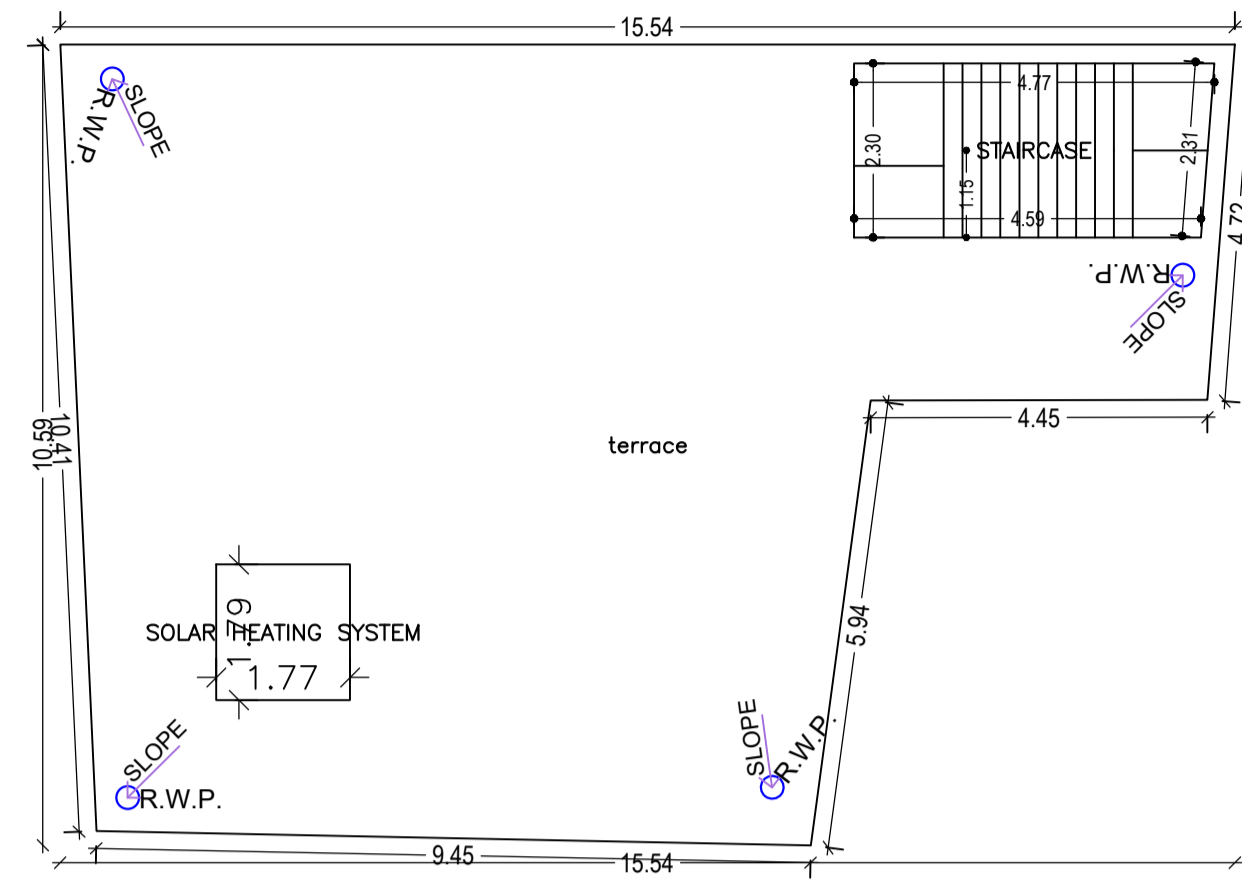 15.54
4.77
SLOPE
R.W.P.
2.30
STAIRCASE
2.31
1.15
4.59
4.72
R.W.P.
SLOPE
4.45
10.59
10.41
terrace
5.94
SOLAR HEATING SYSTEM
1.79
1.77
SLOPE
R.W.P.
SLOPE
R.W.P.
9.45
15.54